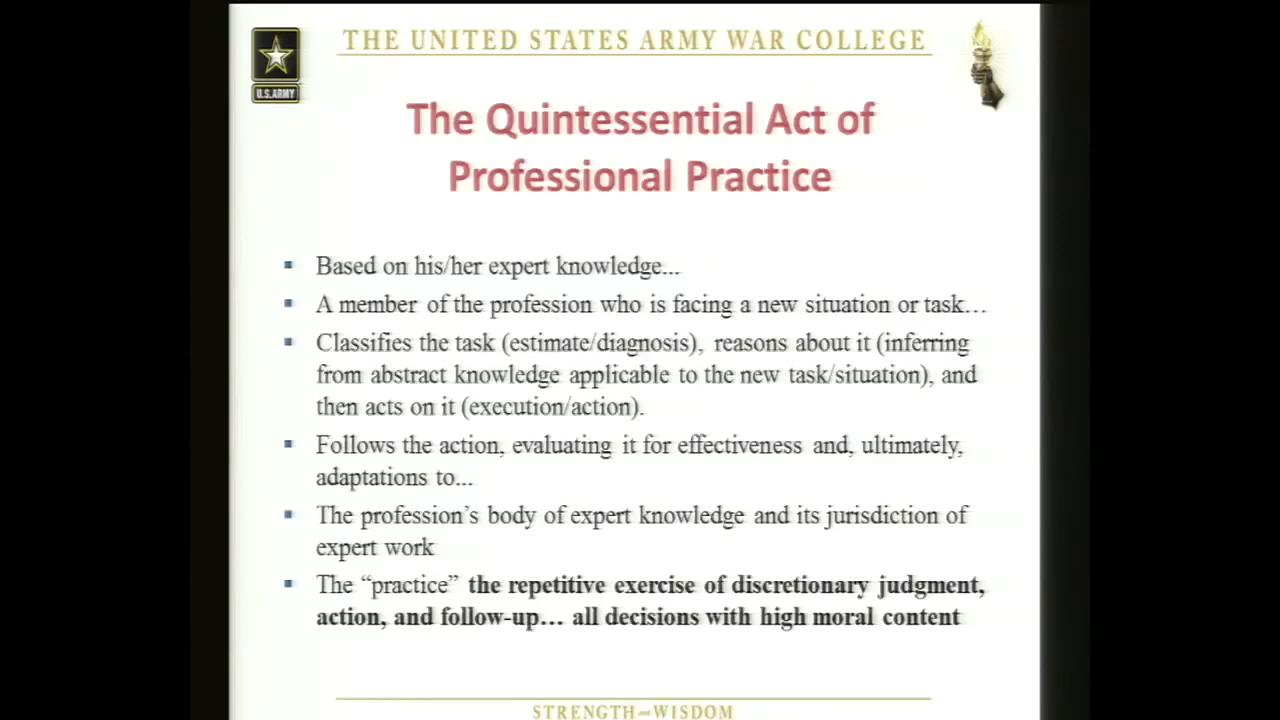 THE UNITED STATES ARMY WAR COLLEGE
U.S.ARMY
The Quintessential Act of
Professional Practice
Based on his/her expert knowledge...
A member of the profession who is facing a new situation or task…
Classifies the task (estimate/diagnosis), reasons about it (inferring
from abstract knowledge applicable to the new task/situation), and
then acts on it (execution/action).
Follows the action, evaluating it for effectiveness and, ultimately,
adaptations to...
The profession’s body of expert knowledge and its jurisdiction of
expert work
The “practice” the repetitive exercise of discretionary judgment,
action, and follow-up… all decisions with high moral content
STRENGTH—WISDOM